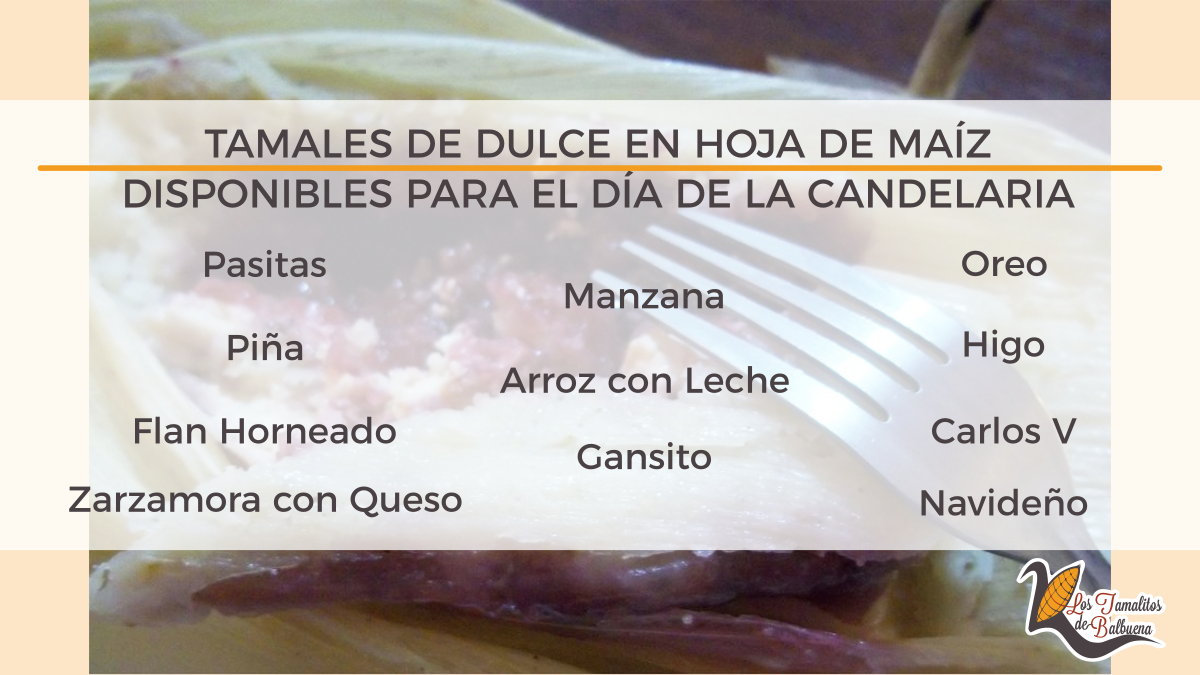 TAMALES DE DULCE EN HOJA DE MAÍZ
DISPONIBLES PARA EL DÍA DE LA CANDELARIA
Pasitas
Piña
Flan Horneado
Zarzamora con Queso
Manzana
Arroz con Leche
Gansito
Oreo
Higo
Carlos V
Navideño
Los Tamalitos
de Balbuena